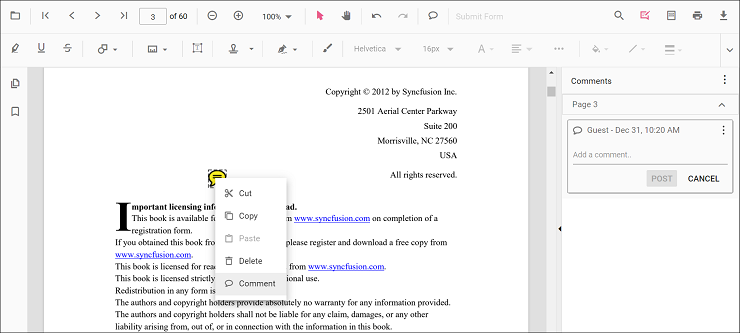 3 of 60 100% Submit Form
Helvetica 16px A
Copyright © 2012 by Syncfusion Inc.
2501 Aerial Center Parkway
Suite 200
Morrisville, NC 27560
USA
All rights reserved.
Important licensing info ad.
This book is available f m www.syncfusion.com on completion of a
registration form.
If you obtained this book fro please register and download a free copy from
www.syncfusion.com.
This book is licensed for rea from www.syncfusion.com.
This book is licensed strictly onal use.
Redistribution in any form is
The authors and copyright holders provide absolutely no warranty for any information provided.
The authors and copyright holders shall not be liable for any claim, damages, or any other
liability arising from, out of, or in connection with the information in this book.
Cut
Copy
Paste
Delete
Comment
Comments
Page 3
Guest - Dec 31, 10:20 AM
Add a comment..
POST CANCEL